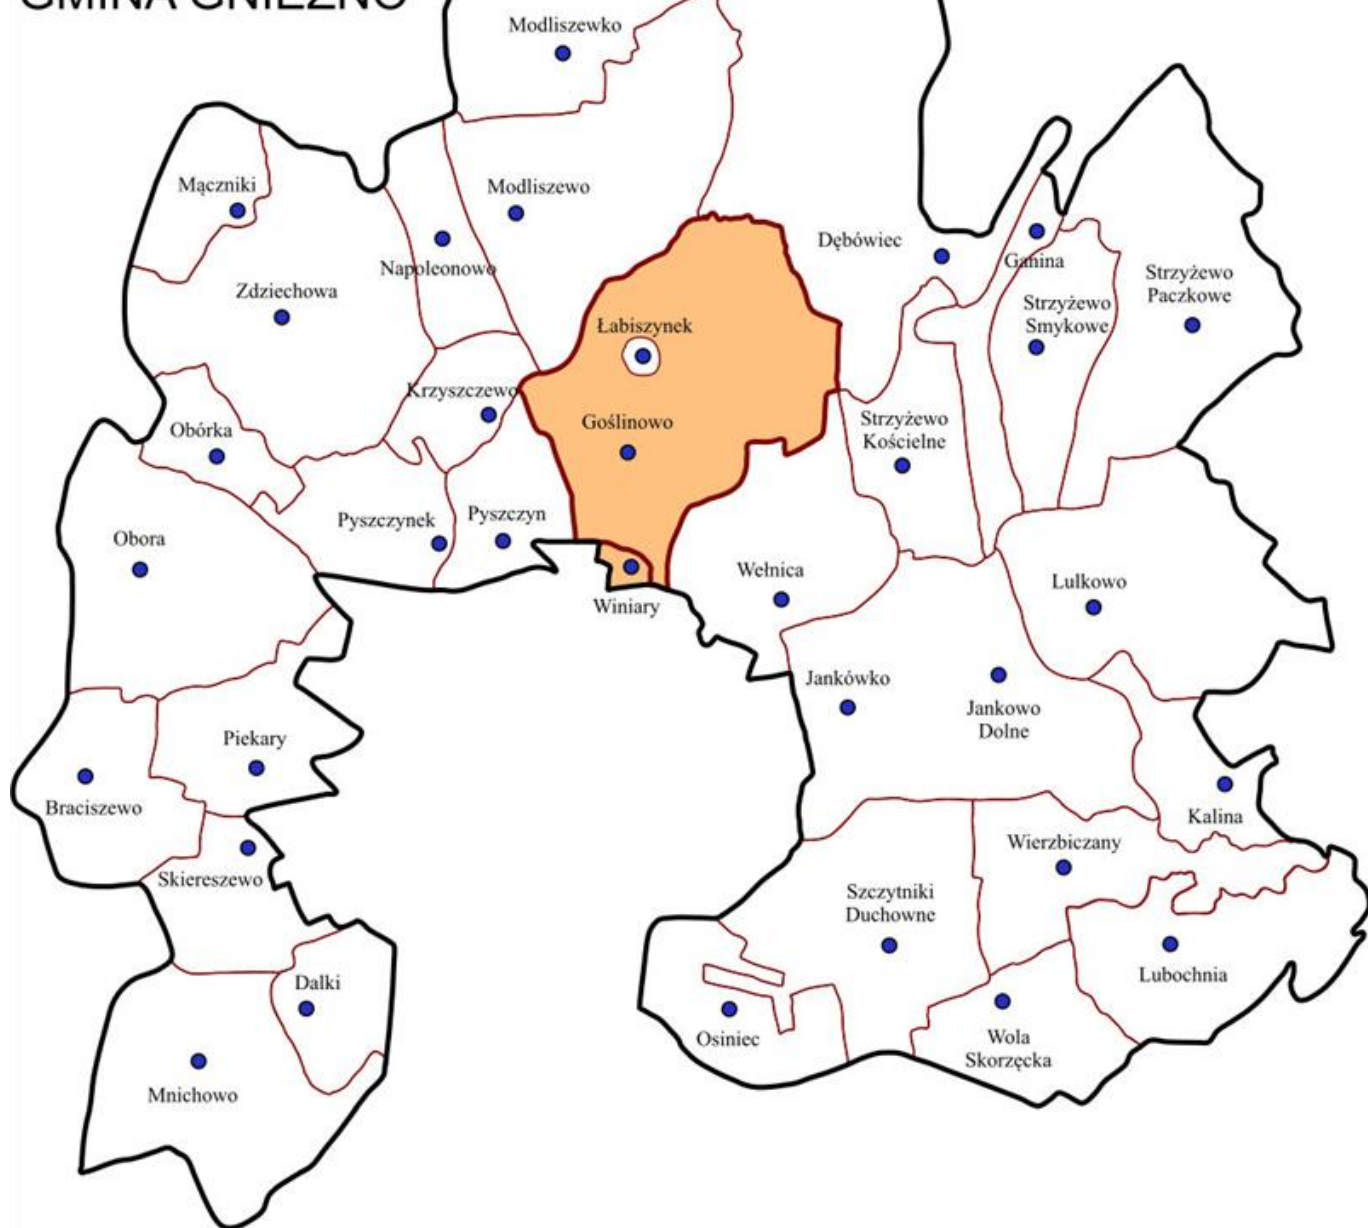 GMINA GNIEZNO
Modliszewko
Mączniki
Modliszewo
Napoleonowo
Zdziechowa
Dębówiec
Ganina
Strzyżewo
Paczkowe
Strzyżewo
Smykowe
Łabiszynek
Krzyszczewo
Goślinowo
Obórka
Strzyżewo
Kościelne
Pyszczynek
Pyszczyn
Obora
Wełnica
Winiary
Lulkowo
Jankówko
Jankowo
Dolne
Piekary
Braciszewo
Kalina
Wierzbiczany
Skiereszewo
Szczytniki
Duchowne
Lubochnia
Dalki
Osiniec
Wola
Skorzęcka
Mnichowo